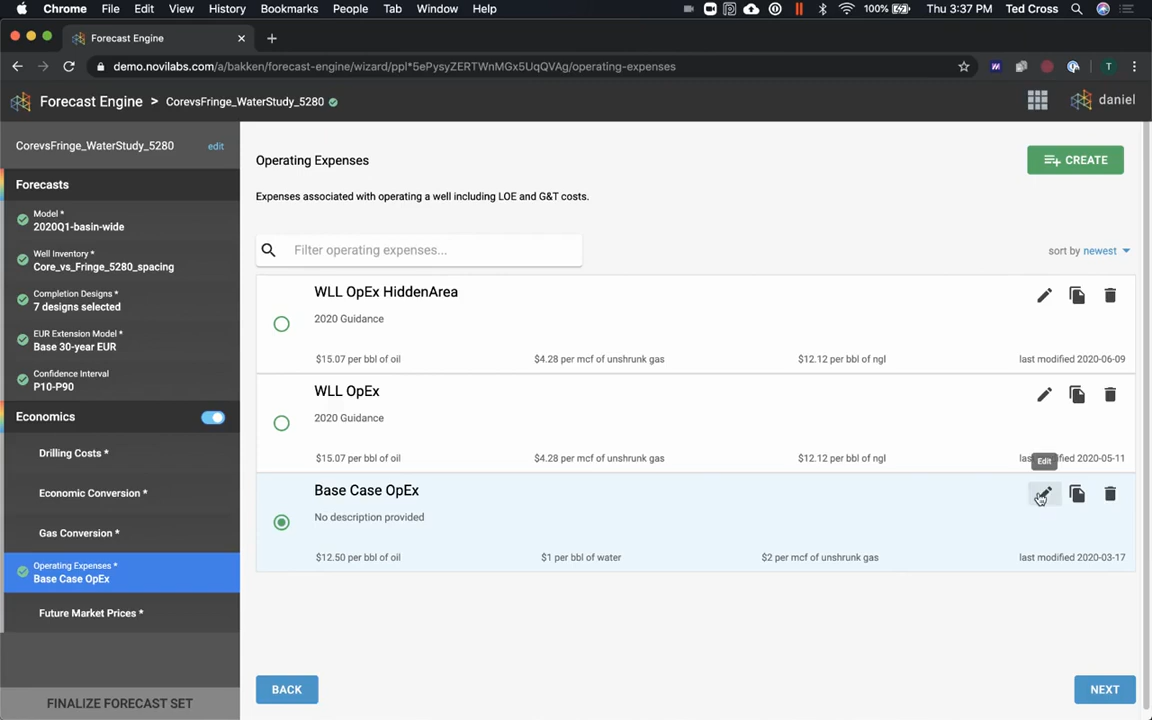 Chrome File Edit View History Bookmarks People Tab Window Help 100% Thu 3:37 PM Ted Cross
Forecast Engine
demo.novilabs.com/a/bakken/forecast-engine/wizard/ppl*5ePysyZERTWnMGx5UqQVAg/operating-expenses T
Forecast Engine > CorevsFringe_WaterStudy_5280 daniel
CorevsFringe_WaterStudy_5280 edit
Forecasts
Model *
2020Q1-basin-wide
Well Inventory *
Core_vs_Fringe_5280_spacing
Completion Designs *
7 designs selected
EUR Extension Model *
Base 30-year EUR
Confidence Interval
P10-P90
Economics
Drilling Costs *
Economic Conversion *
Gas Conversion *
Operating Expenses *
Base Case OpEx
Future Market Prices *
FINALIZE FORECAST SET
Operating Expenses
CREATE
Expenses associated with operating a well including LOE and G&T costs.
Filter operating expenses...
sort by newest
WLL OpEx HiddenArea
2020 Guidance
$15.07 per bbl of oil $4.28 per mcf of unshrunk gas $12.12 per bbl of ngl last modified 2020-06-09
WLL OpEx
2020 Guidance
$15.07 per bbl of oil $4.28 per mcf of unshrunk gas $12.12 per bbl of ngl las ified 2020-05-11
Edit
Base Case OpEx
No description provided
$12.50 per bbl of oil $1 per bbl of water $2 per mcf of unshrunk gas last modified 2020-03-17
BACK
NEXT